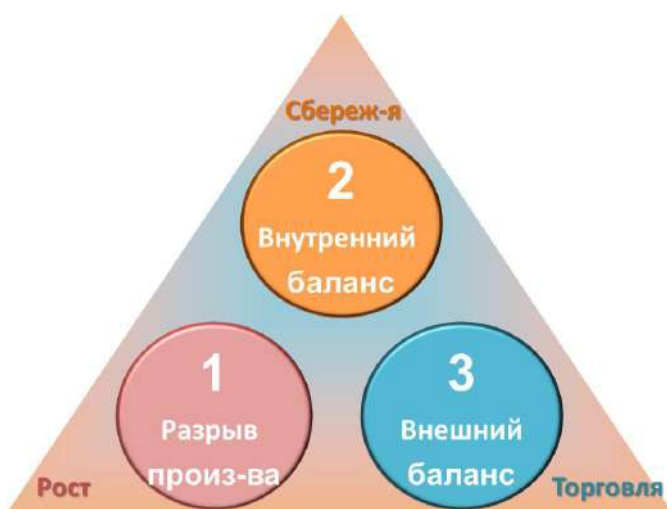 Сбереж-я
2
Внутренний
баланс
1
Разрыв
произ-ва
3
Внешний
баланс
Рост
Торговля